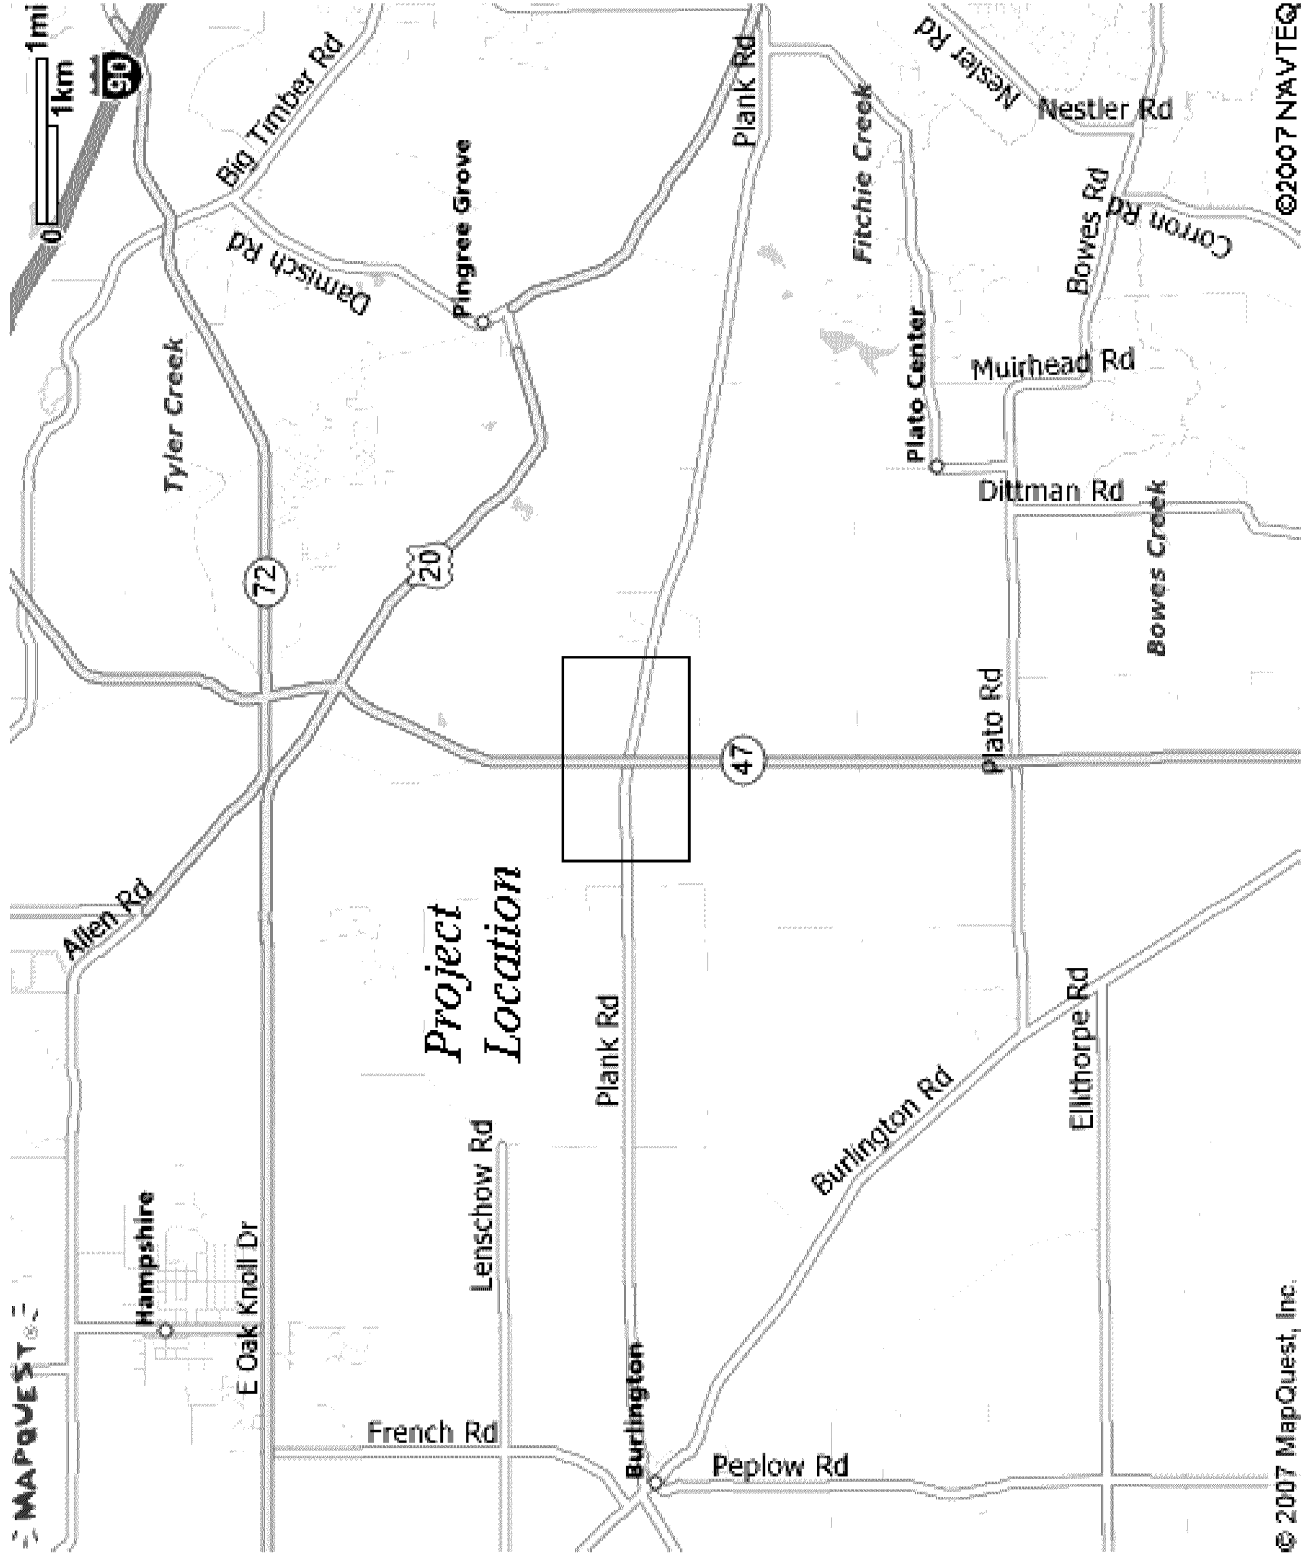 MAPQUEST®
1mi
0 1km
Allen Rd
90
Hampshire
Tyler Creek
E Oak Knoll Dr
72
Big Timber Rd
Damisch Rd
French Rd
20
Project
Location
Pingree Grove
Lenschow Rd
Plank Rd
Burlington
47
Plank Rd
Peplow Rd
Fitchie Creek
Burlington Rd
Plato Center
Nesler Rd
Plato Rd
Dittman Rd
Muirhead Rd
Ellithorpe Rd
Bowes Rd
Nestler Rd
Bowes Creek
Corron Rd
© 2007 MapQuest, Inc.
©2007 NAVTEQ